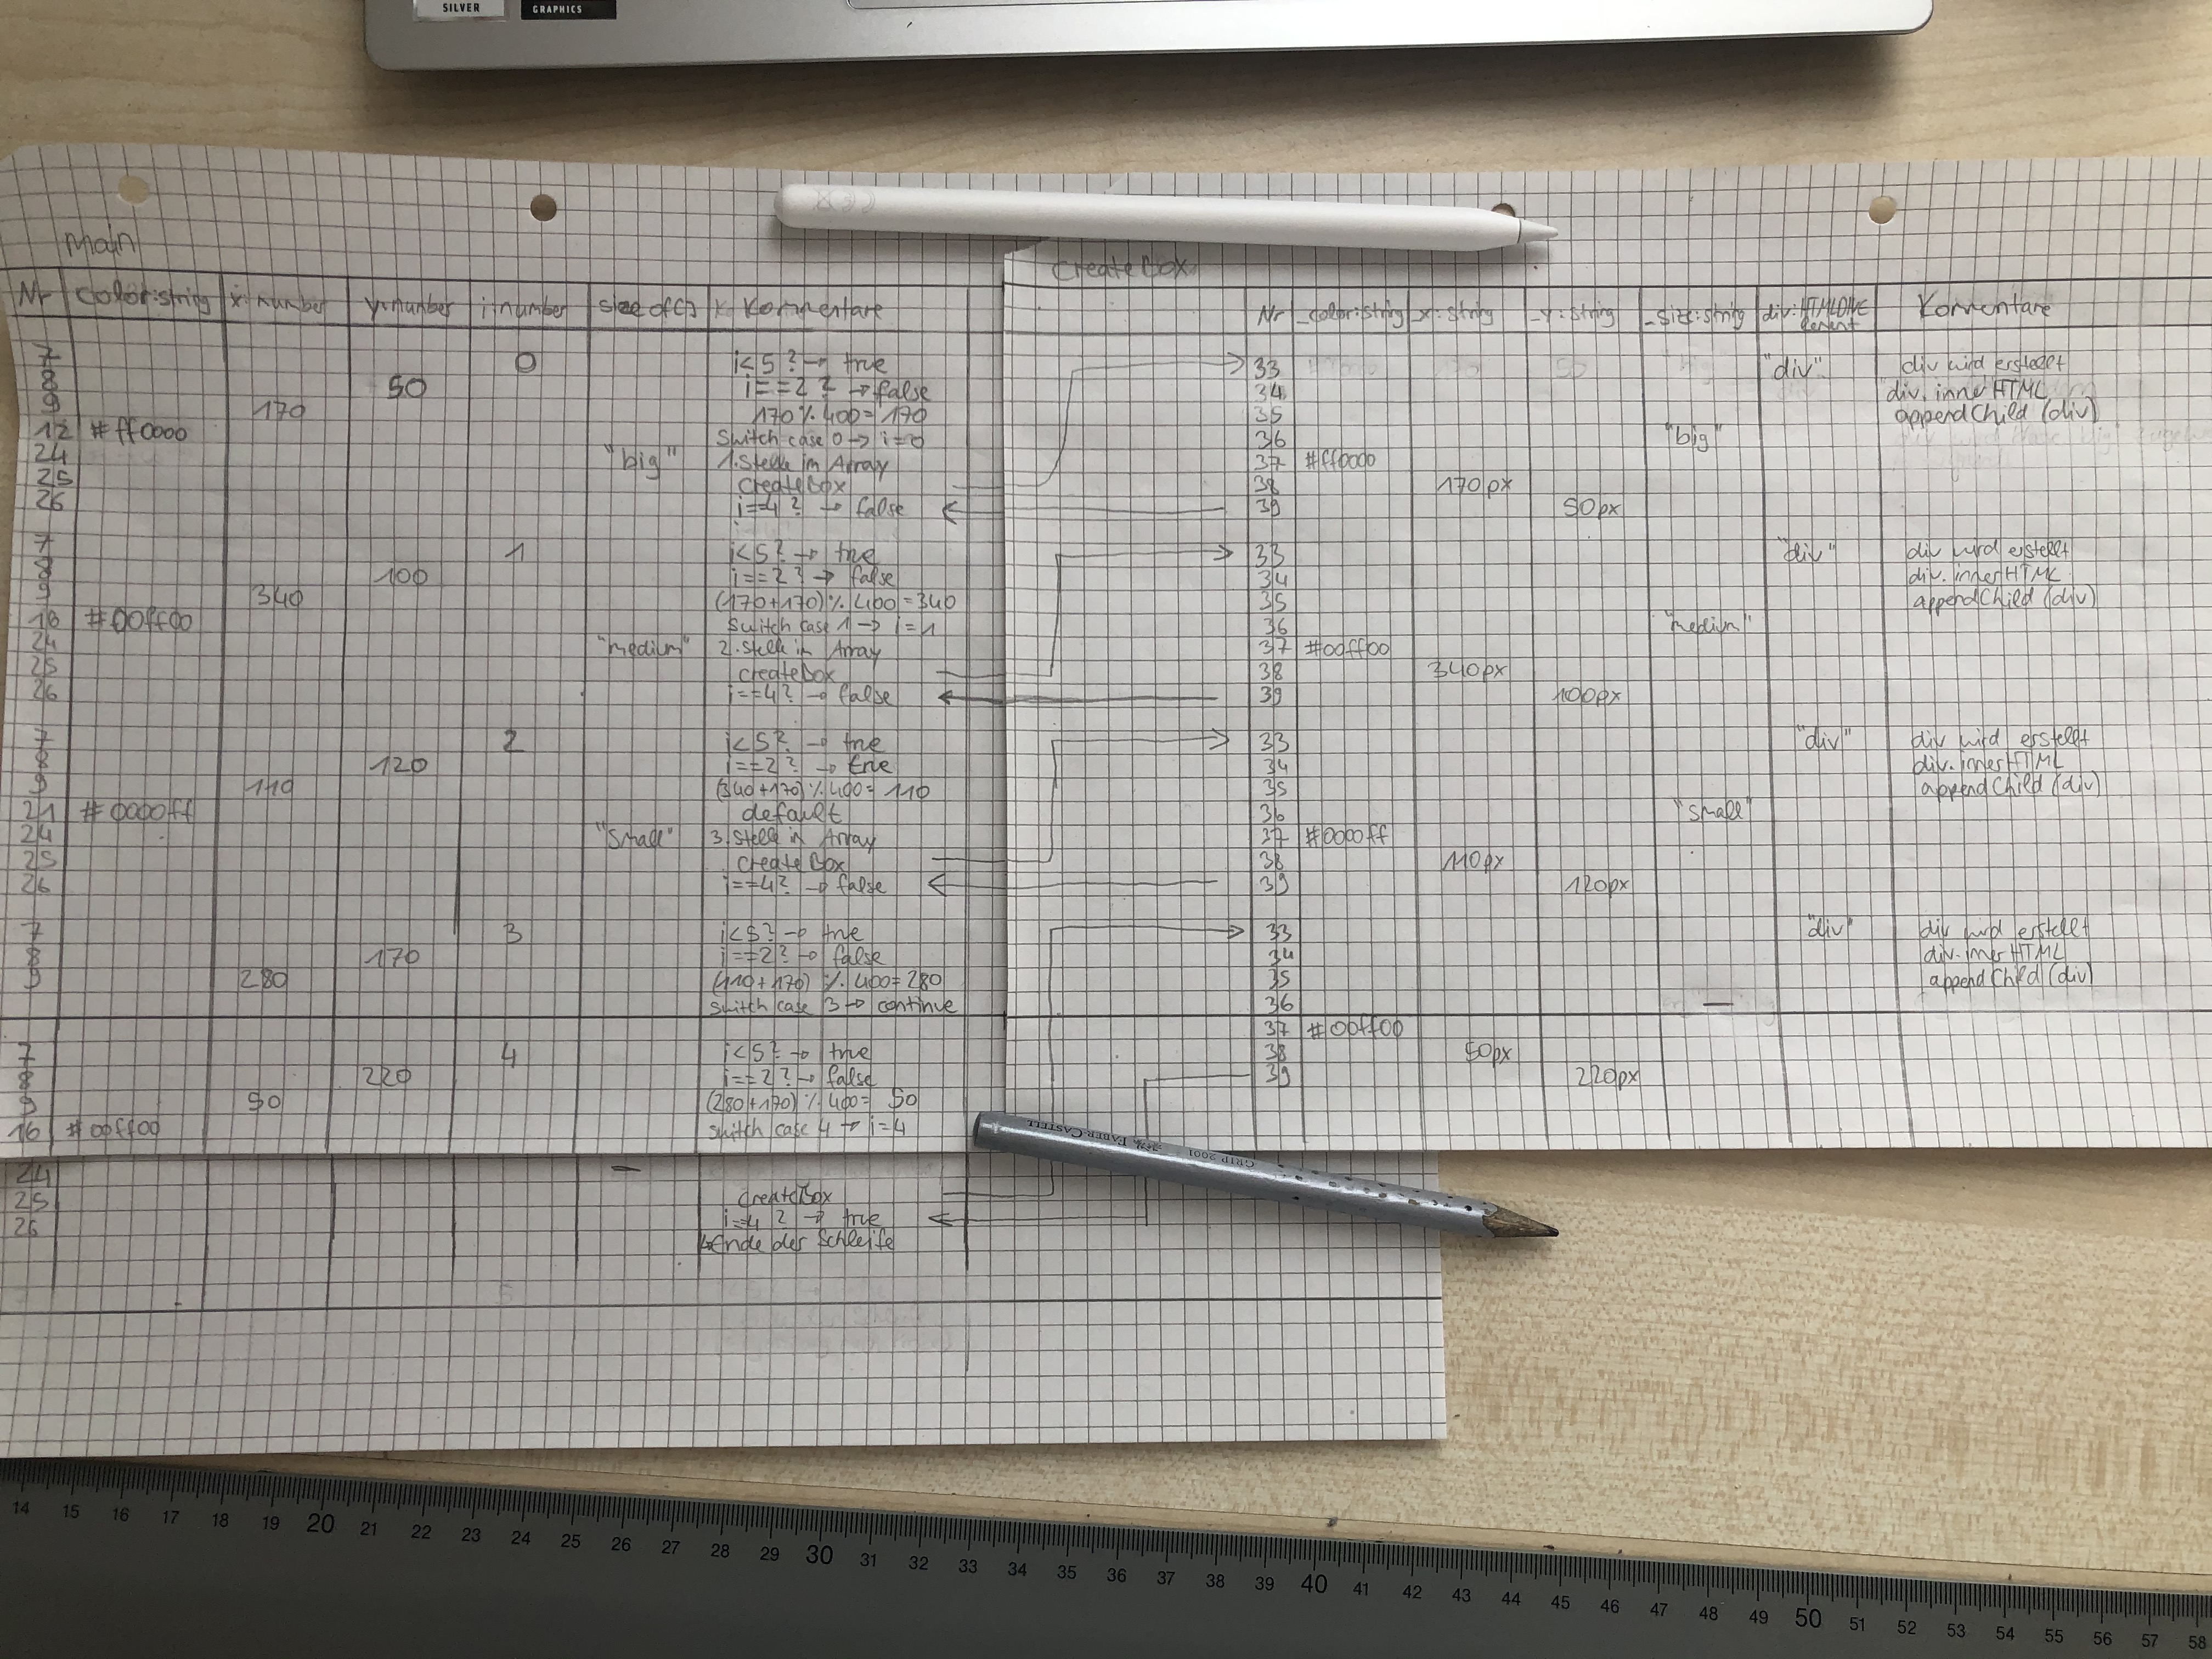 SILVER
GRAPHICS
Main
Nr color:string x:number y:number i:number size of[] Kommentare
7 0 i<5? → true
8 50 i==2? → false
9 170 170 % 400 = 170
12 #ff0000 Switch case 0 → i=0
24 "big" 1. Stelle im Array
25 createBox
26 i==4? → false
7 1 i<5? → true
8 100 i==2? → false
9 340 (170+170) % 400 = 340
16 #00ff00 Switch case 1 → i=1
24 "medium" 2. Stelle in Array
25 createBox
26 i==4? → false
7 2 i<5? → true
8 120 i==2? → true
9 110 (340+170) % 400 = 110
21 #0000ff default
24 "small" 3. Stelle in Array
25 createBox
26 i==4? → false
7 3 i<5? → true
8 170 i==2? → false
9 280 (110+170) % 400 = 280
switch case 3 → continue
7 4 i<5? → true
8 220 i==2? → false
9 50 (280+170) % 400 = 50
16 #00ff00 switch case 4 → i=4
24 –
25 createBox
26 i==4? → true
↳Ende der Schleife
createBox
Nr _color:string _x:string _y:string _size:string div:HTMLDIVElement Kommentare
33 "div" div wird erstellt
34 div.innerHTML
35 appendChild (div)
36 "big"
37 #ff0000
38 170px
39 50px
33 "div" div wird erstellt
34 div.innerHTML
35 appendChild (div)
36 "medium"
37 #00ff00
38 340px
39 100px
33 "div" div wird erstellt
34 div.innerHTML
35 appendChild (div)
36 "small"
37 #0000ff
38 110px
39 120px
33 "div" div wird erstellt
34 div.innerHTML
35 appendChild (div)
36 –
37 #00ff00
38 50px
39 220px
GRIP 2001 FABER-CASTELL
14 15 16 17 18 19 20 21 22 23 24 25 26 27 28 29 30 31 32 33 34 35 36 37 38 39 40 41 42 43 44 45 46 47 48 49 50 51 52 53 54 55 56 57 58